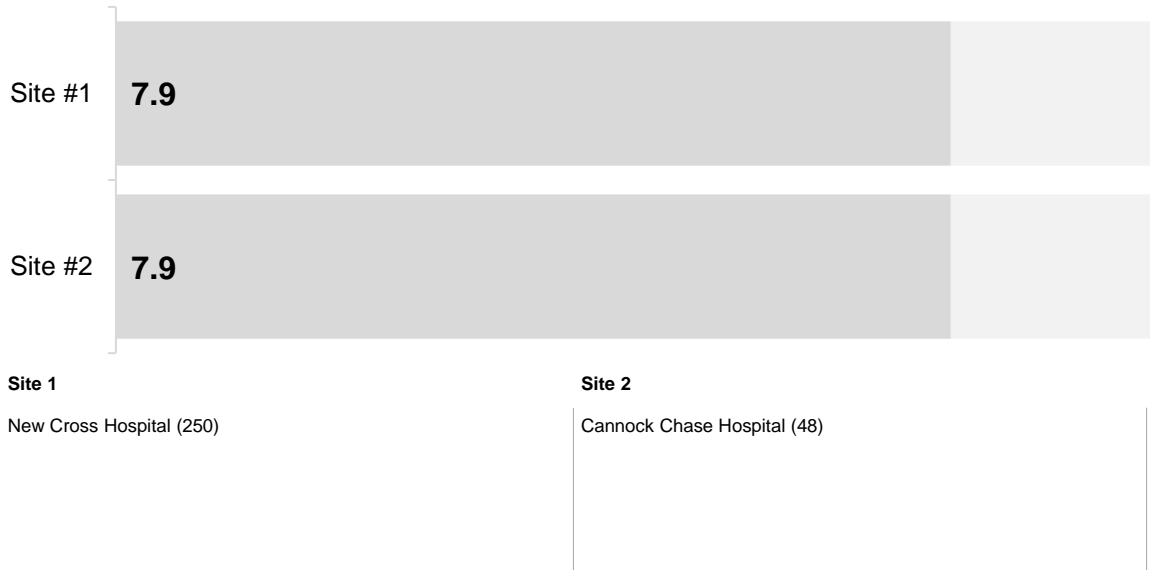 Site #1 7.9
Site #2 7.9
Site 1
New Cross Hospital (250)
Site 2
Cannock Chase Hospital (48)